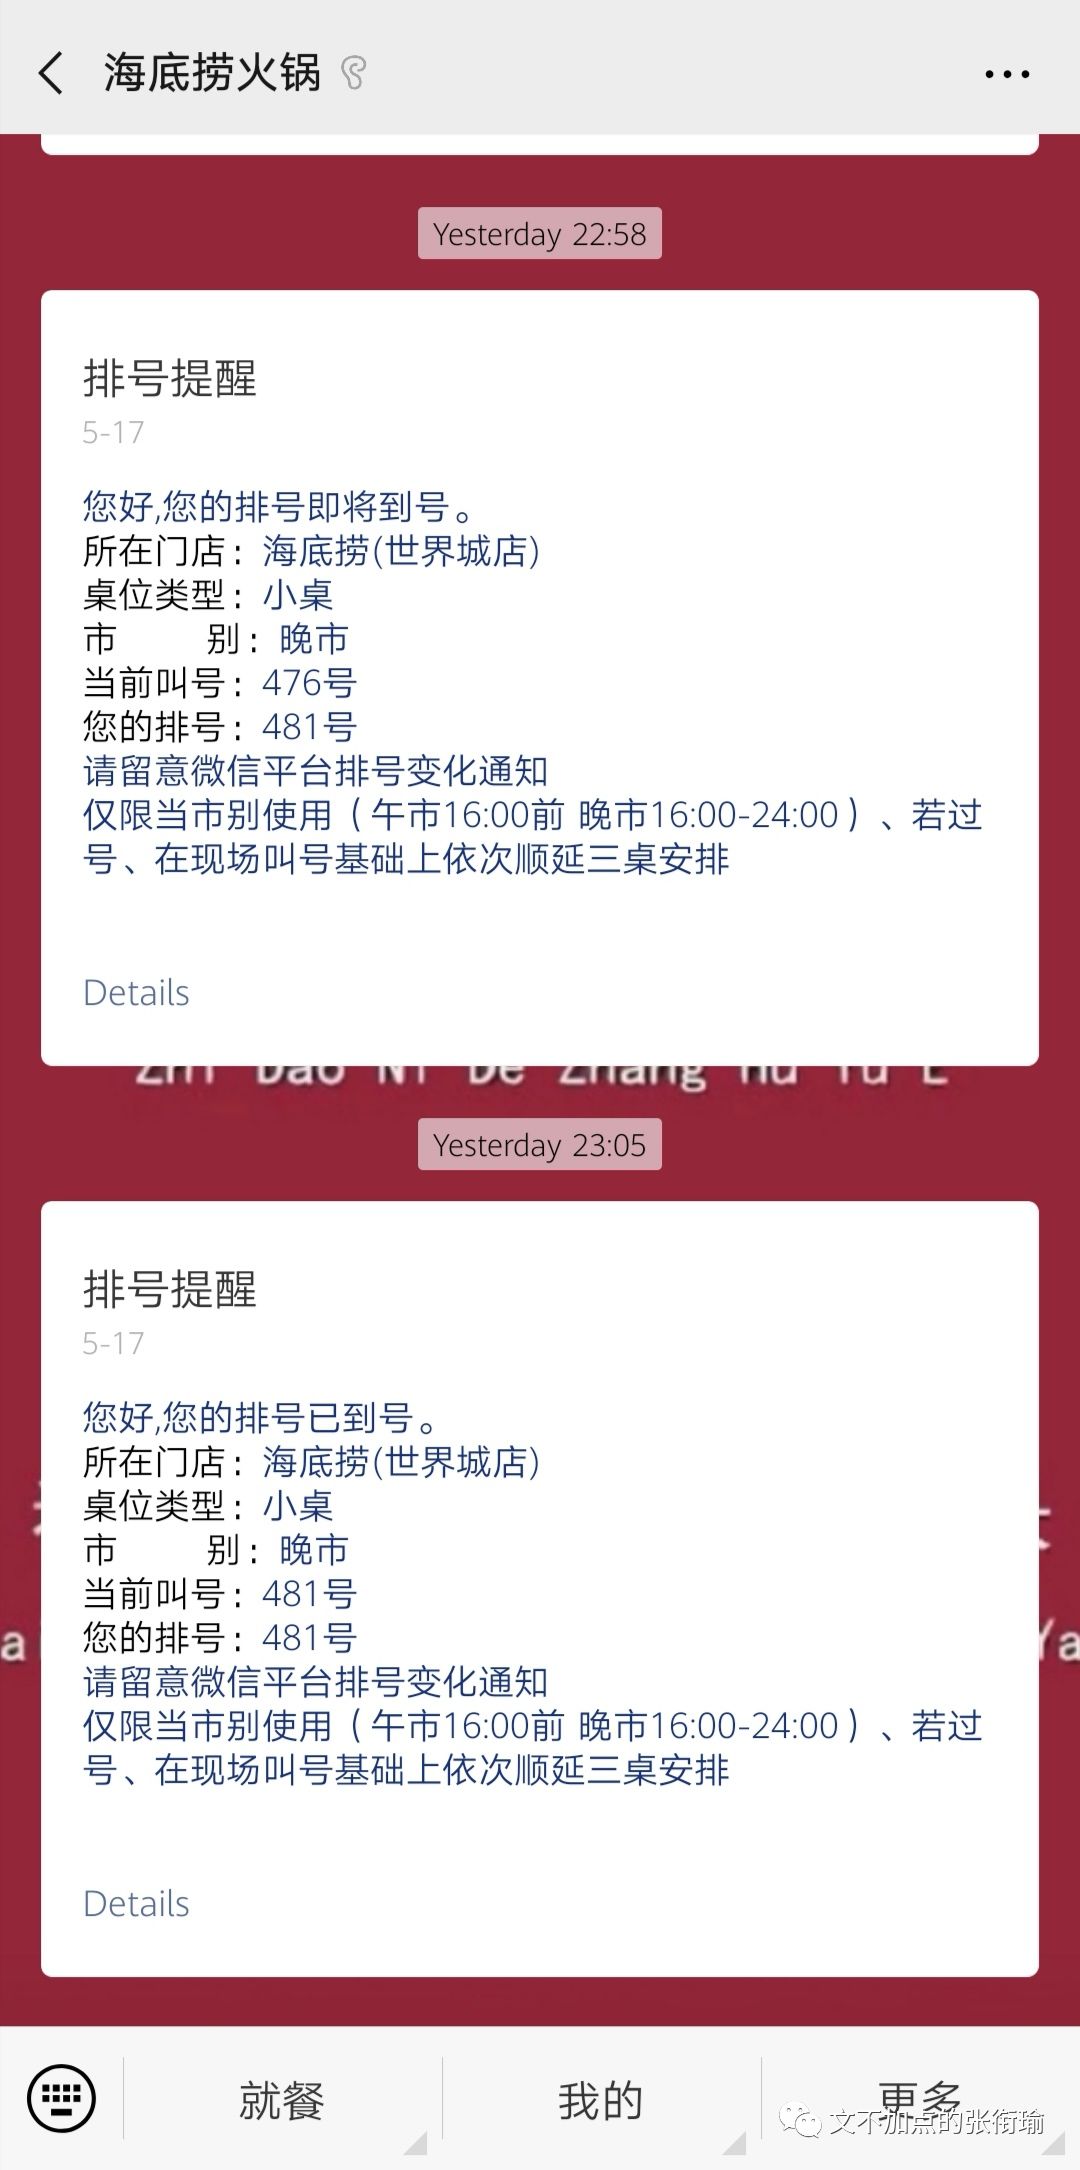 海底捞火锅
Yesterday 22:58
排号提醒
5-17
您好,您的排号即将到号。
所在门店：海底捞(世界城店)
桌位类型：小桌
市　　别：晚市
当前叫号：476号
您的排号：481号
请留意微信平台排号变化通知
仅限当市别使用（午市16:00前 晚市16:00-24:00）、若过
号、在现场叫号基础上依次顺延三桌安排
Details
Zhi Dao Ni De Zhang Hu Yu E
Yesterday 23:05
排号提醒
5-17
您好,您的排号已到号。
所在门店：海底捞(世界城店)
桌位类型：小桌
市　　别：晚市
当前叫号：481号
您的排号：481号
请留意微信平台排号变化通知
仅限当市别使用（午市16:00前 晚市16:00-24:00）、若过
号、在现场叫号基础上依次顺延三桌安排
Details
就餐 我的 更多
文不加点的张衔瑜